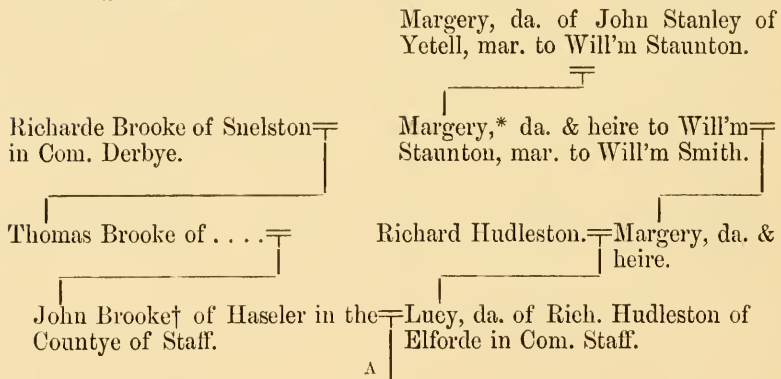 Margery, da. of John Stanley of
Yetell, mar. to Will'm Staunton.
Richarde Brooke of Snelston
in Com. Derbye.
Margery,* da. & heire to Will'm
Staunton, mar. to Will'm Smith.
Thomas Brooke of . . . .
Richard Hudleston.
Margery, da. &
heire.
John Brooke† of Haseler in the
Countye of Staff.
Lucy, da. of Rich. Hudleston of
Elforde in Com. Staff.
A